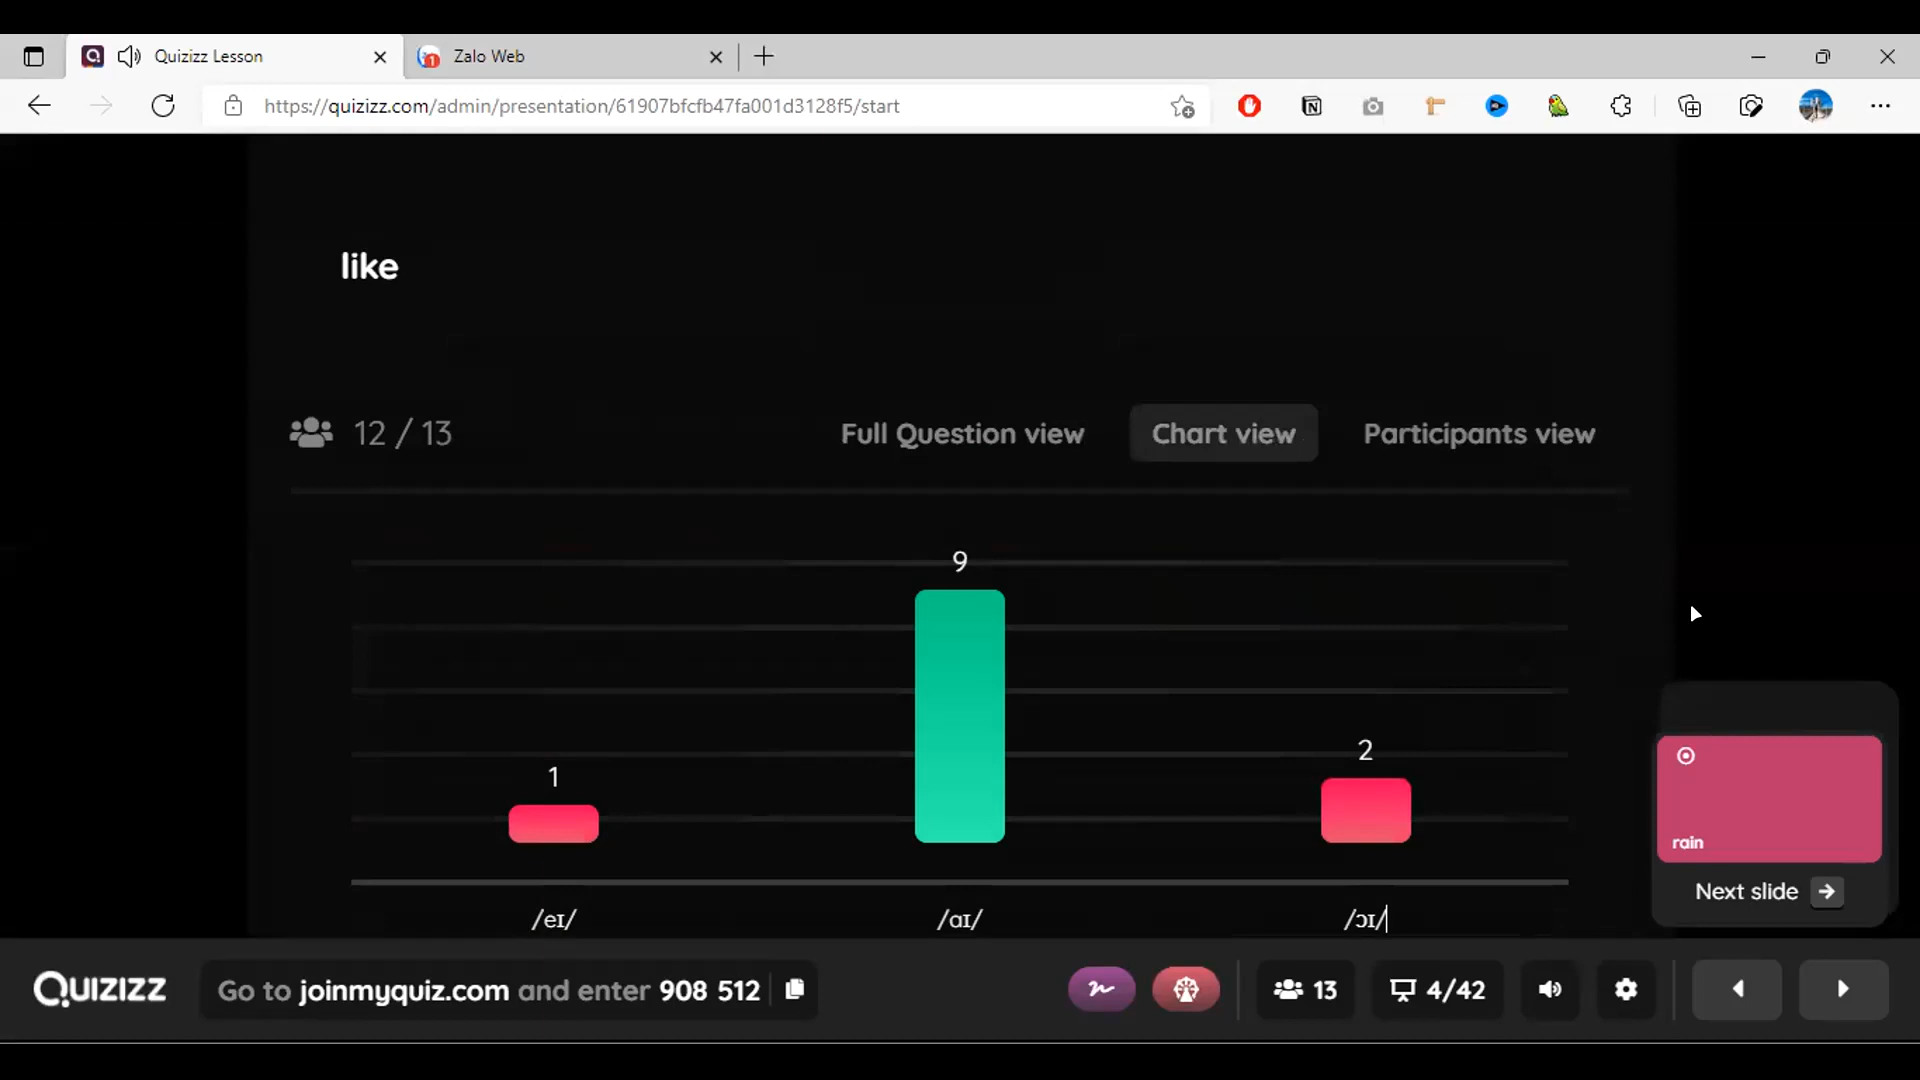 Quizizz Lesson
1 Zalo Web
https://quizizz.com/admin/presentation/61907bfcfb47fa001d3128f5/start
like
12 / 13
Full Question view Chart view Participants view
9
1
2
/eɪ/ /aɪ/ /ɔɪ/
rain
Next slide
QUIZIZZ Go to joinmyquiz.com and enter 908 512 13 4/42